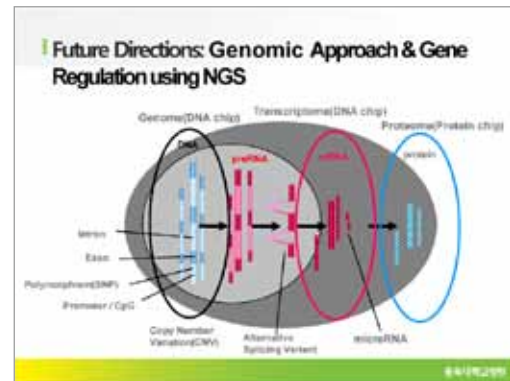 Future Directions: Genomic Approach & Gene
Regulation using NGS
Transcriptome(DNA chip)
Genome(DNA chip)
Proteome(Protein chip)
DNA
preRNA
mRNA
protein
Intron
Exon
Polymorphism(SNP)
Promoter / CpG
Copy Number
Variation(CNV)
Alternative
Splicing Varient
microRNA